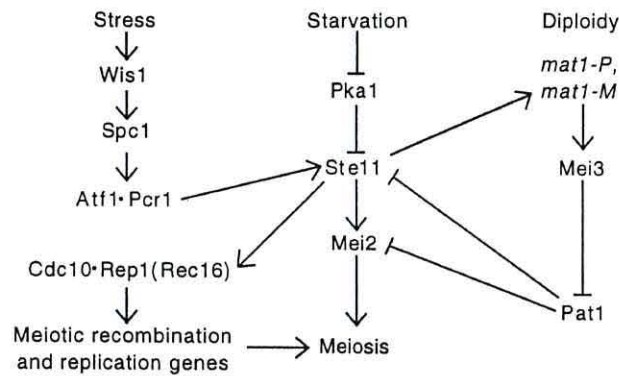 Stress
Starvation
Diploidy
Wis1
Pka1
mat1-P,
mat1-M
Spc1
Ste11
Mei3
Atf1·Pcr1
Mei2
Cdc10·Rep1(Rec16)
Pat1
Meiotic recombination
and replication genes
Meiosis